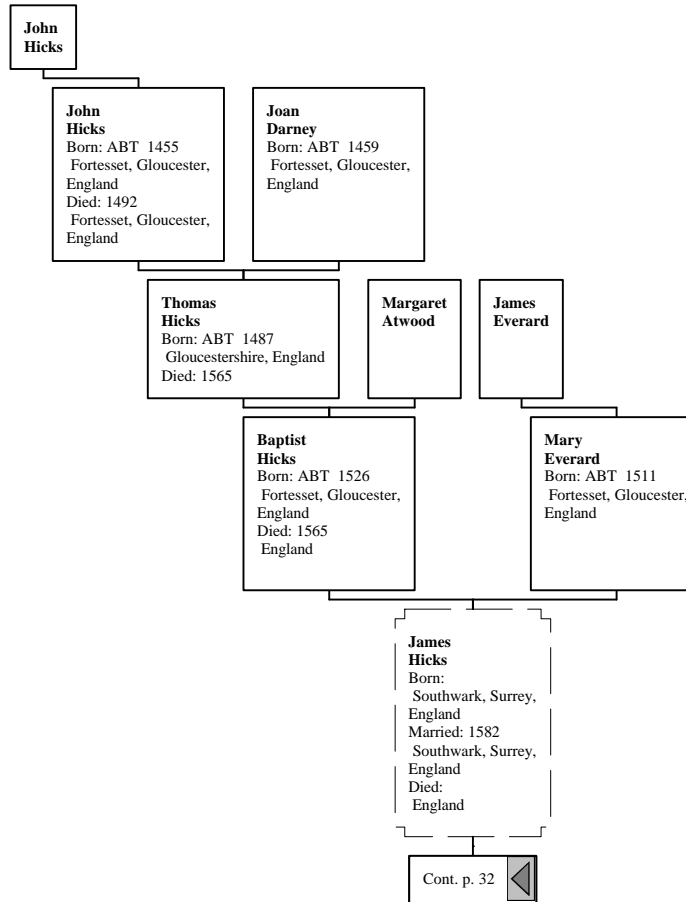 John
Hicks
John
Hicks
Born: ABT 1455
Fortesset, Gloucester,
England
Died: 1492
Fortesset, Gloucester,
England
Joan
Darney
Born: ABT 1459
Fortesset, Gloucester,
England
Thomas
Hicks
Born: ABT 1487
Gloucestershire, England
Died: 1565
Margaret
Atwood
James
Everard
Baptist
Hicks
Born: ABT 1526
Fortesset, Gloucester,
England
Died: 1565
England
Mary
Everard
Born: ABT 1511
Fortesset, Gloucester,
England
James
Hicks
Born:
Southwark, Surrey,
England
Married: 1582
Southwark, Surrey,
England
Died:
England
Cont. p. 32